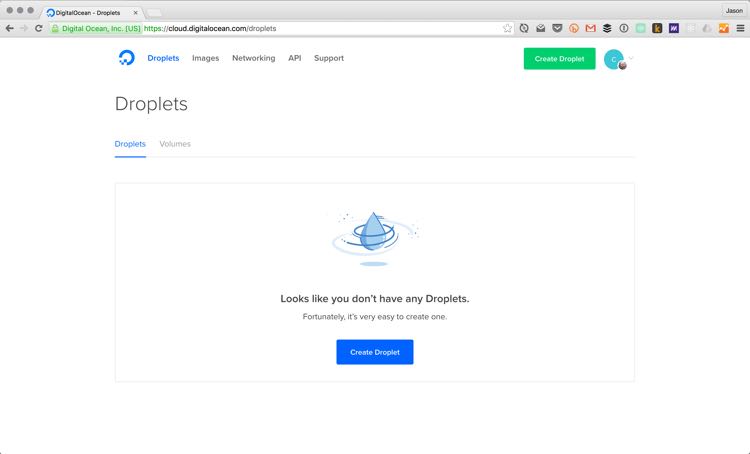 DigitalOcean - Droplets
Jason
Digital Ocean, Inc. [US] https://cloud.digitalocean.com/droplets
Droplets Images Networking API Support Create Droplet C
Droplets
Droplets Volumes
Looks like you don't have any Droplets.
Fortunately, it's very easy to create one.
Create Droplet